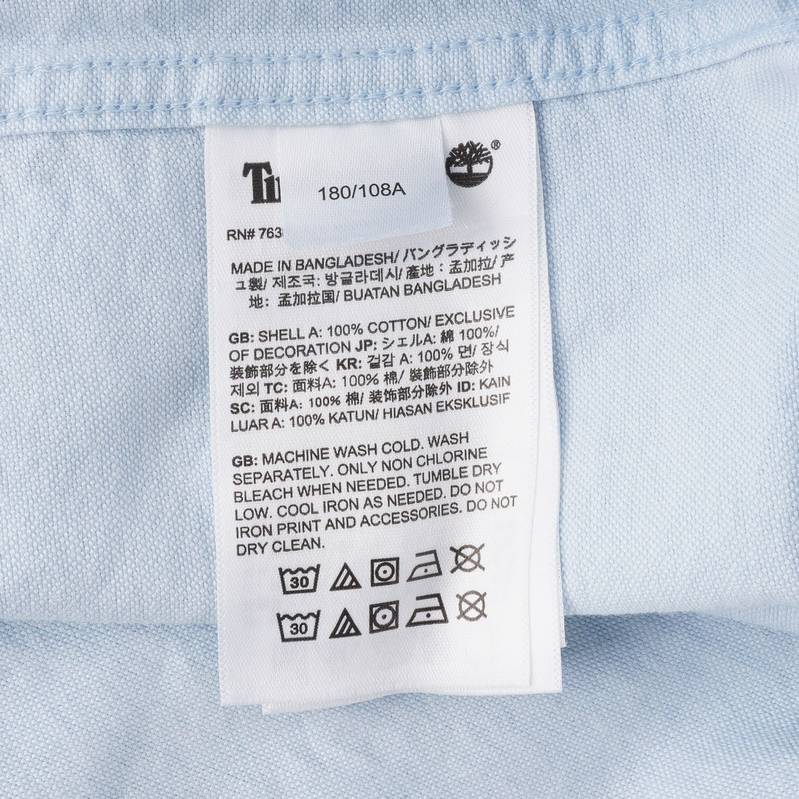 180/108A
®
RN# 763
MADE IN BANGLADESH/ バングラディッシ
ュ製/ 제조국: 방글라데시/ 產地：孟加拉/ 产
地：孟加拉国/ BUATAN BANGLADESH
GB: SHELL A: 100% COTTON/ EXCLUSIVE
OF DECORATION JP: シェルA: 綿 100%/
装飾部分を除く KR: 겉감 A: 100% 면/ 장식
제외 TC: 面料A: 100% 棉/ 裝飾部分除外
SC: 面料A: 100% 棉/ 装饰部分除外 ID: KAIN
LUAR A: 100% KATUN/ HIASAN EKSKLUSIF
GB: MACHINE WASH COLD. WASH
SEPARATELY. ONLY NON CHLORINE
BLEACH WHEN NEEDED. TUMBLE DRY
LOW. COOL IRON AS NEEDED. DO NOT
IRON PRINT AND ACCESSORIES. DO NOT
DRY CLEAN.
30
30